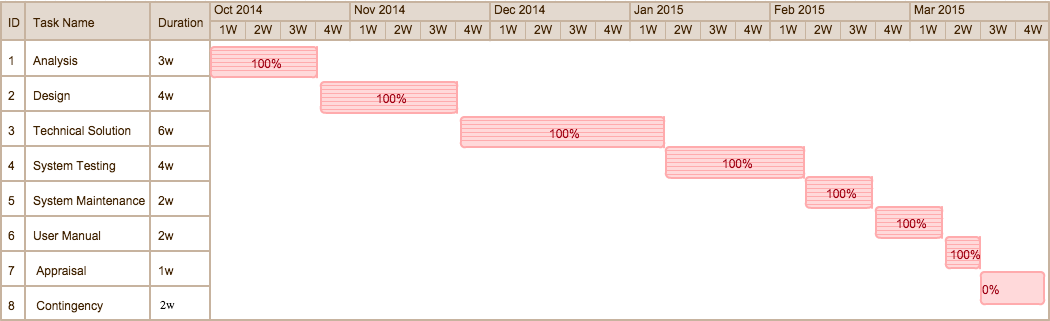 ID Task Name Duration Oct 2014 Nov 2014 Dec 2014 Jan 2015 Feb 2015 Mar 2015
1W 2W 3W 4W 1W 2W 3W 4W 1W 2W 3W 4W 1W 2W 3W 4W 1W 2W 3W 4W 1W 2W 3W 4W
1 Analysis 3w 100%
2 Design 4w 100%
3 Technical Solution 6w 100%
4 System Testing 4w 100%
5 System Maintenance 2w 100%
6 User Manual 2w 100%
7 Appraisal 1w 100%
8 Contingency 2w 0%